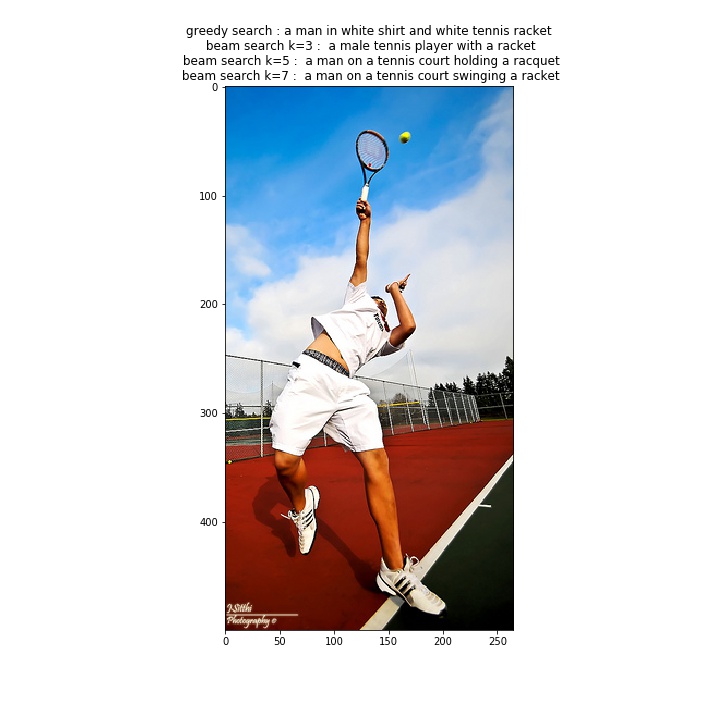 greedy search : a man in white shirt and white tennis racket
beam search k=3 :  a male tennis player with a racket
beam search k=5 :  a man on a tennis court holding a racquet
beam search k=7 :  a man on a tennis court swinging a racket
0
100
200
300
400
0 50 100 150 200 250
Photography ©